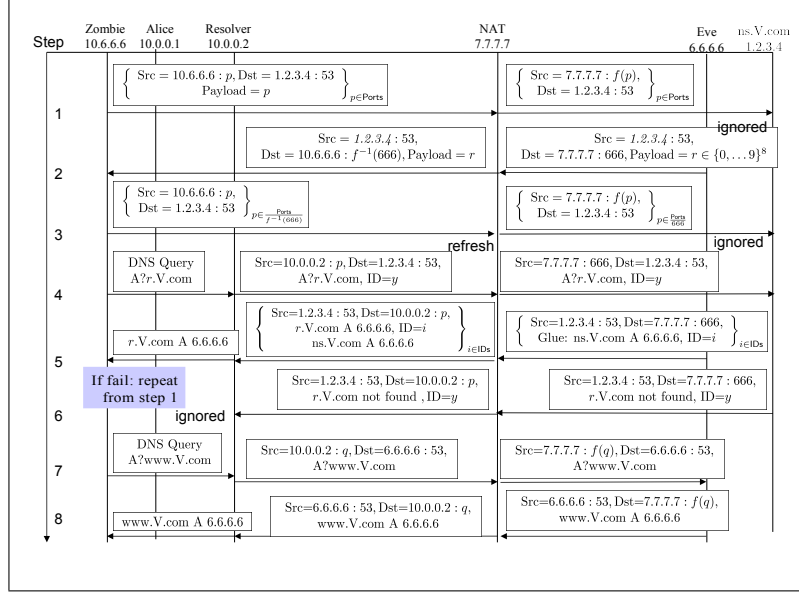 Step
Zombie
10.6.6.6
Alice
10.0.0.1
Resolver
10.0.0.2
NAT
7.7.7.7
Eve
6.6.6.6
ns.V.com
1.2.3.4
1
{ Src = 10.6.6.6 : p, Dst = 1.2.3.4 : 53
Payload = p } p∈Ports
{ Src = 7.7.7.7 : f(p),
Dst = 1.2.3.4 : 53 } p∈Ports
ignored
2
Src = 1.2.3.4 : 53,
Dst = 10.6.6.6 : f⁻¹(666), Payload = r
Src = 1.2.3.4 : 53,
Dst = 7.7.7.7 : 666, Payload = r ∈ {0, . . . 9}⁸
3
{ Src = 10.6.6.6 : p,
Dst = 1.2.3.4 : 53 } p∈ Ports / f⁻¹(666)
{ Src = 7.7.7.7 : f(p),
Dst = 1.2.3.4 : 53 } p∈ Ports / 666
refresh
ignored
4
DNS Query
A?r.V.com
Src=10.0.0.2 : p, Dst=1.2.3.4 : 53,
A?r.V.com, ID=y
Src=7.7.7.7 : 666, Dst=1.2.3.4 : 53,
A?r.V.com, ID=y
5
r.V.com A 6.6.6.6
{ Src=1.2.3.4 : 53, Dst=10.0.0.2 : p,
r.V.com A 6.6.6.6, ID=i
ns.V.com A 6.6.6.6 } i∈IDs
{ Src=1.2.3.4 : 53, Dst=7.7.7.7 : 666,
Glue: ns.V.com A 6.6.6.6, ID=i } i∈IDs
If fail: repeat
from step 1
6
ignored
Src=1.2.3.4 : 53, Dst=10.0.0.2 : p,
r.V.com not found , ID=y
Src=1.2.3.4 : 53, Dst=7.7.7.7 : 666,
r.V.com not found, ID=y
7
DNS Query
A?www.V.com
Src=10.0.0.2 : q, Dst=6.6.6.6 : 53,
A?www.V.com
Src=7.7.7.7 : f(q), Dst=6.6.6.6 : 53,
A?www.V.com
8
www.V.com A 6.6.6.6
Src=6.6.6.6 : 53, Dst=10.0.0.2 : q,
www.V.com A 6.6.6.6
Src=6.6.6.6 : 53, Dst=7.7.7.7 : f(q),
www.V.com A 6.6.6.6